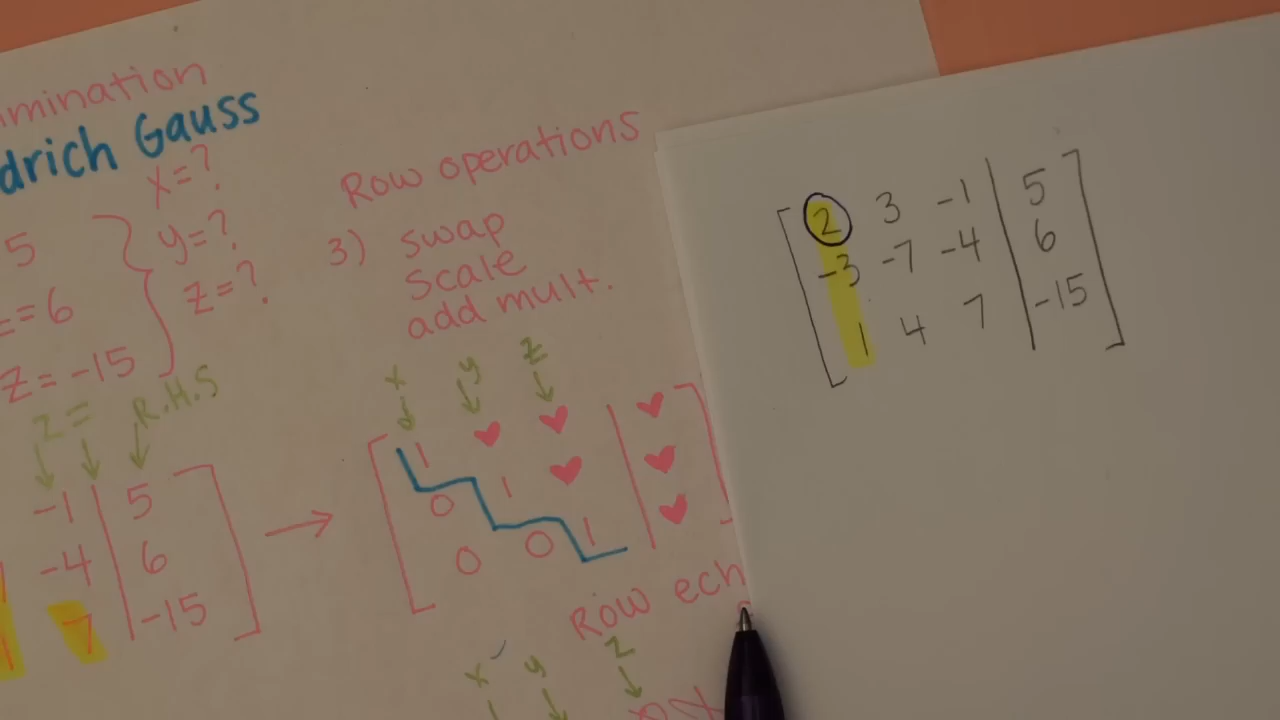 mination
drich Gauss
x=?
5
y=?
=6
z=?
z=-15
z = R.H.S
-1 5
-4 6
1 7 -15
Row operations
3) swap
scale
add mult.
x y z
1 ♥ ♥ ♥
0 1 ♥ ♥
0 0 1 ♥
Row ech
x y z
2 3 -1 5
-3 -7 -4 6
1 4 7 -15